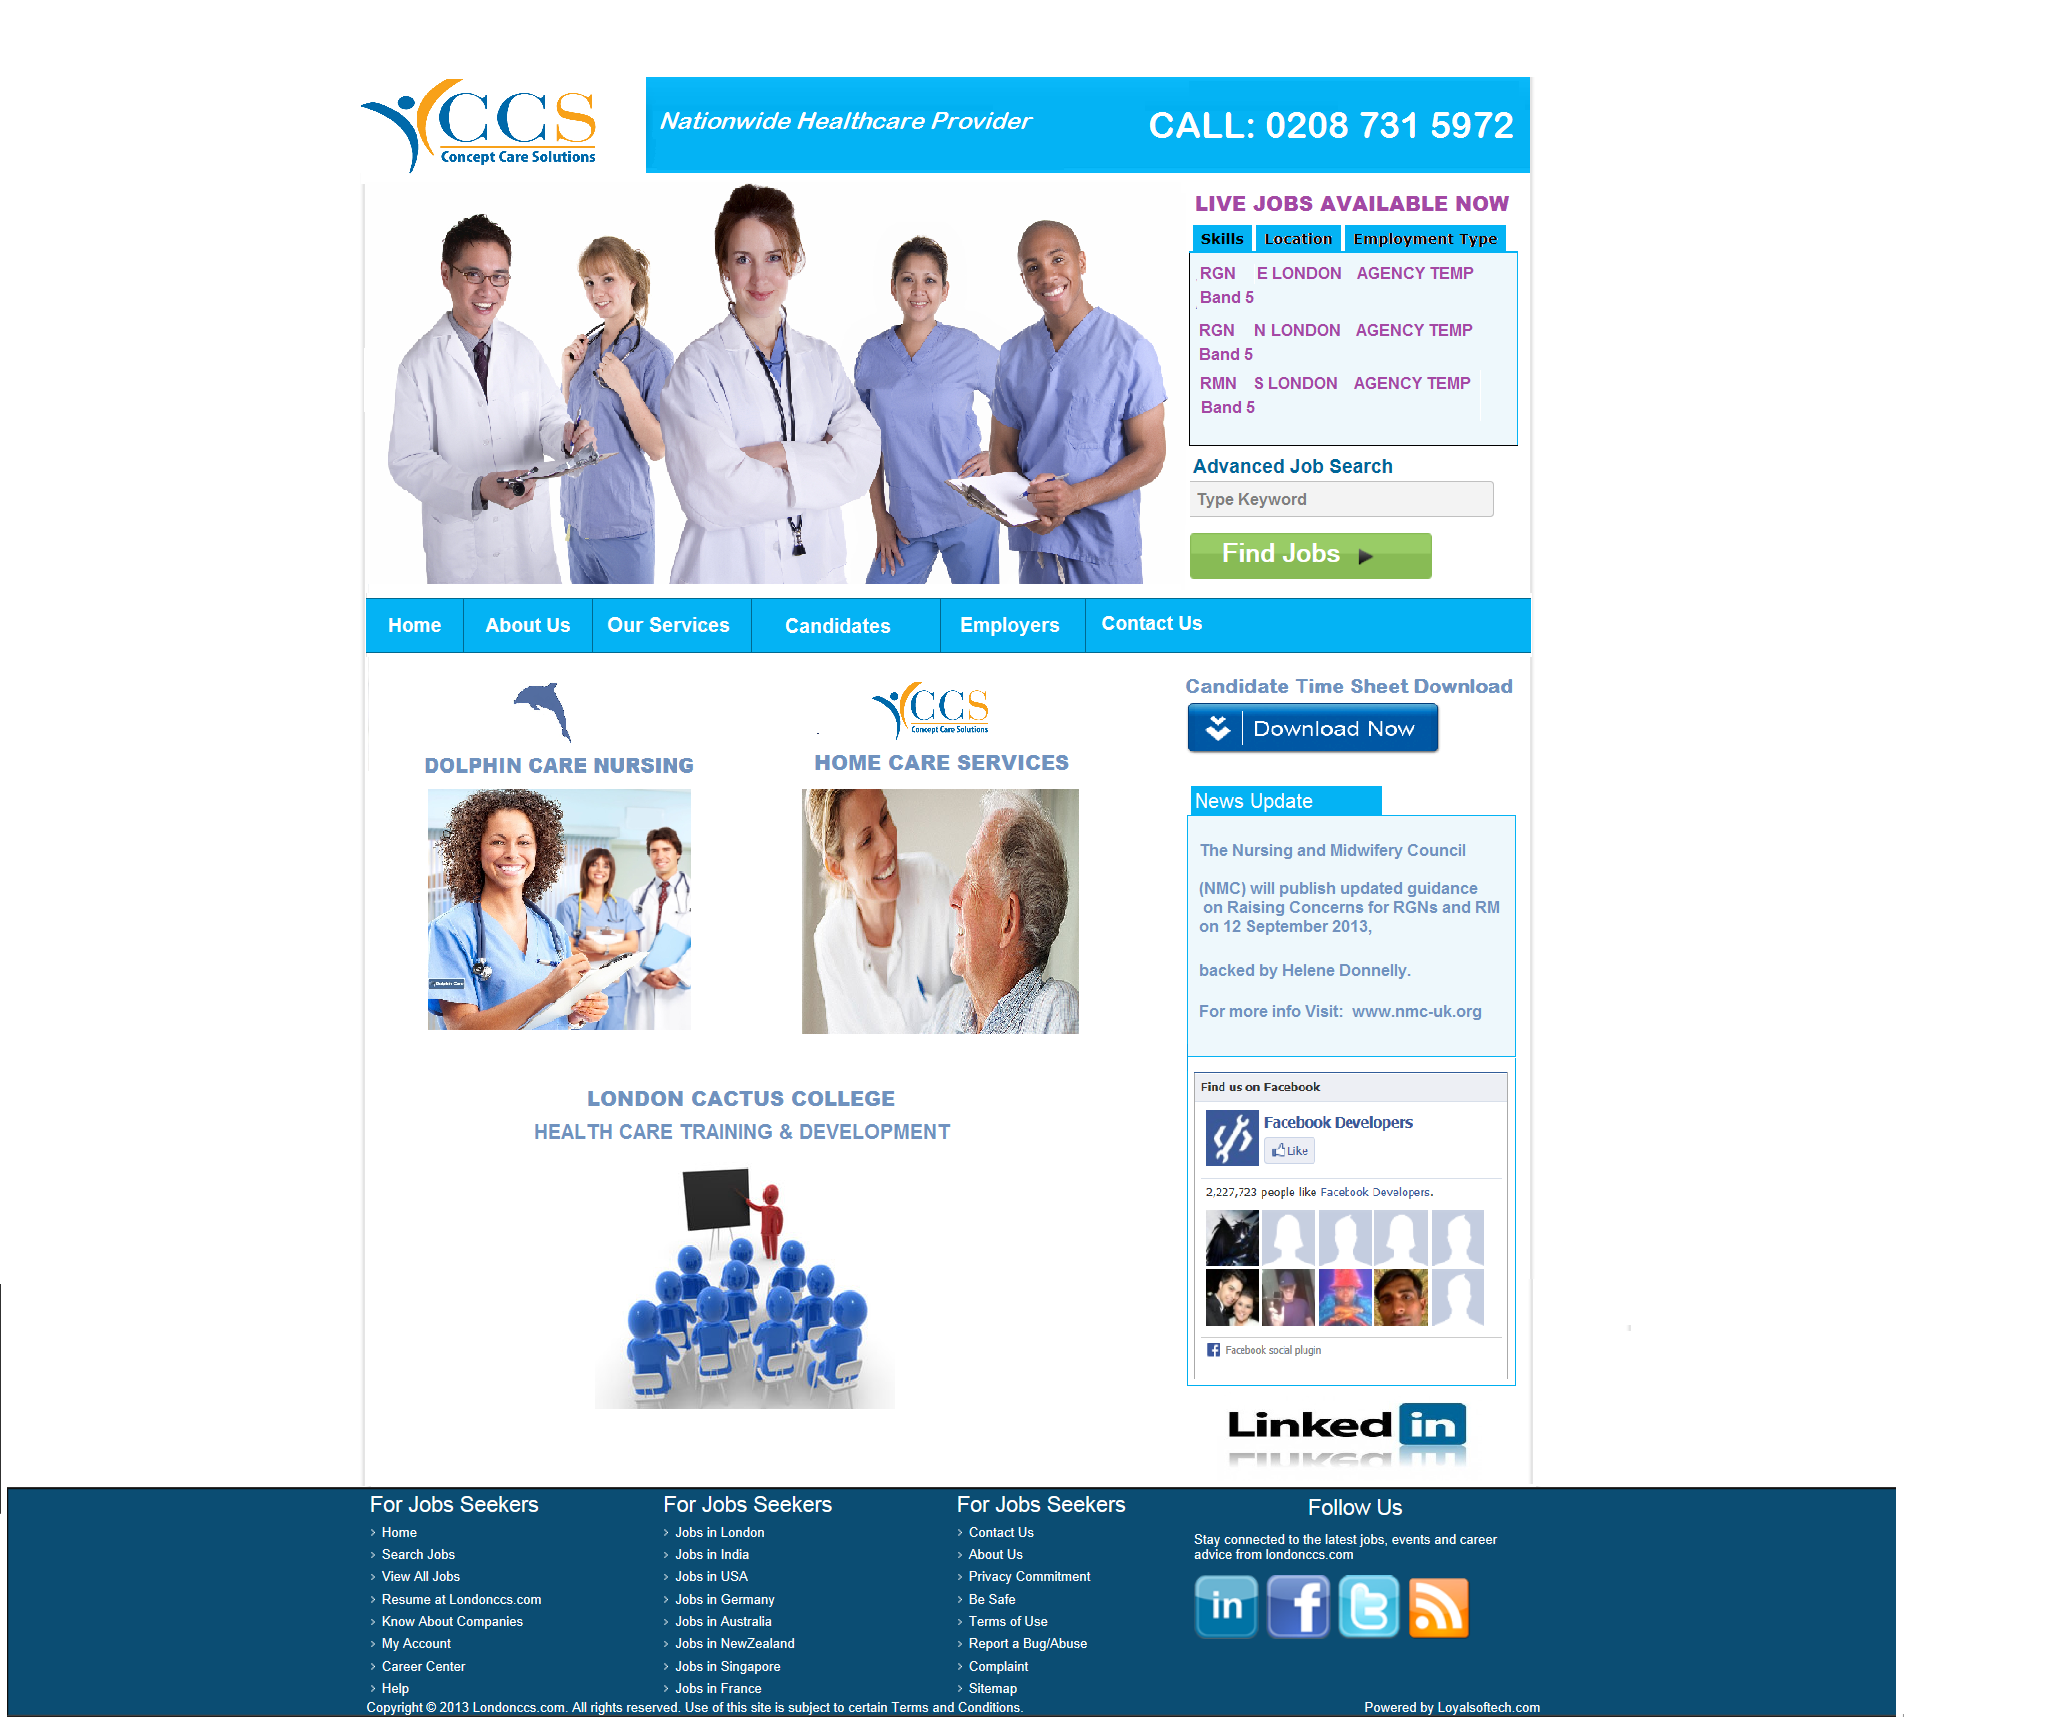 CCS
Concept Care Solutions
Nationwide Healthcare Provider
CALL: 0208 731 5972
LIVE JOBS AVAILABLE NOW
Skills Location Employment Type
RGN E LONDON AGENCY TEMP
Band 5
RGN N LONDON AGENCY TEMP
Band 5
RMN S LONDON AGENCY TEMP
Band 5
Advanced Job Search
Type Keyword
Find Jobs
Home About Us Our Services Candidates Employers Contact Us
CCS
Concept Care Solutions
DOLPHIN CARE NURSING
HOME CARE SERVICES
Dolphin Care
LONDON CACTUS COLLEGE
HEALTH CARE TRAINING & DEVELOPMENT
Candidate Time Sheet Download
Download Now
News Update
The Nursing and Midwifery Council
(NMC) will publish updated guidance
on Raising Concerns for RGNs and RM
on 12 September 2013,
backed by Helene Donnelly.
For more info Visit: www.nmc-uk.org
Find us on Facebook
Facebook Developers
Like
2,227,723 people like Facebook Developers.
Facebook social plugin
Linked in
For Jobs Seekers
Home
Search Jobs
View All Jobs
Resume at Londonccs.com
Know About Companies
My Account
Career Center
Help
For Jobs Seekers
Jobs in London
Jobs in India
Jobs in USA
Jobs in Germany
Jobs in Australia
Jobs in NewZealand
Jobs in Singapore
Jobs in France
For Jobs Seekers
Contact Us
About Us
Privacy Commitment
Be Safe
Terms of Use
Report a Bug/Abuse
Complaint
Sitemap
Follow Us
Stay connected to the latest jobs, events and career
advice from londonccs.com
in f t
Copyright © 2013 Londonccs.com. All rights reserved. Use of this site is subject to certain Terms and Conditions.
Powered by Loyalsoftech.com